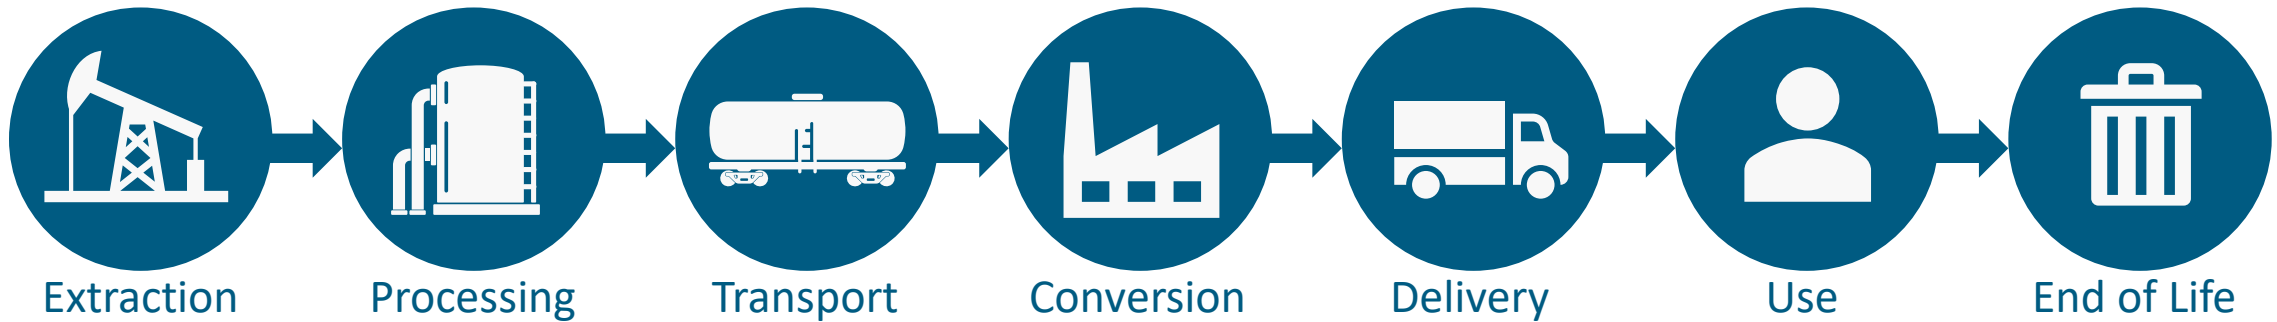 Extraction
Processing
Transport
Conversion
Delivery
Use
End of Life